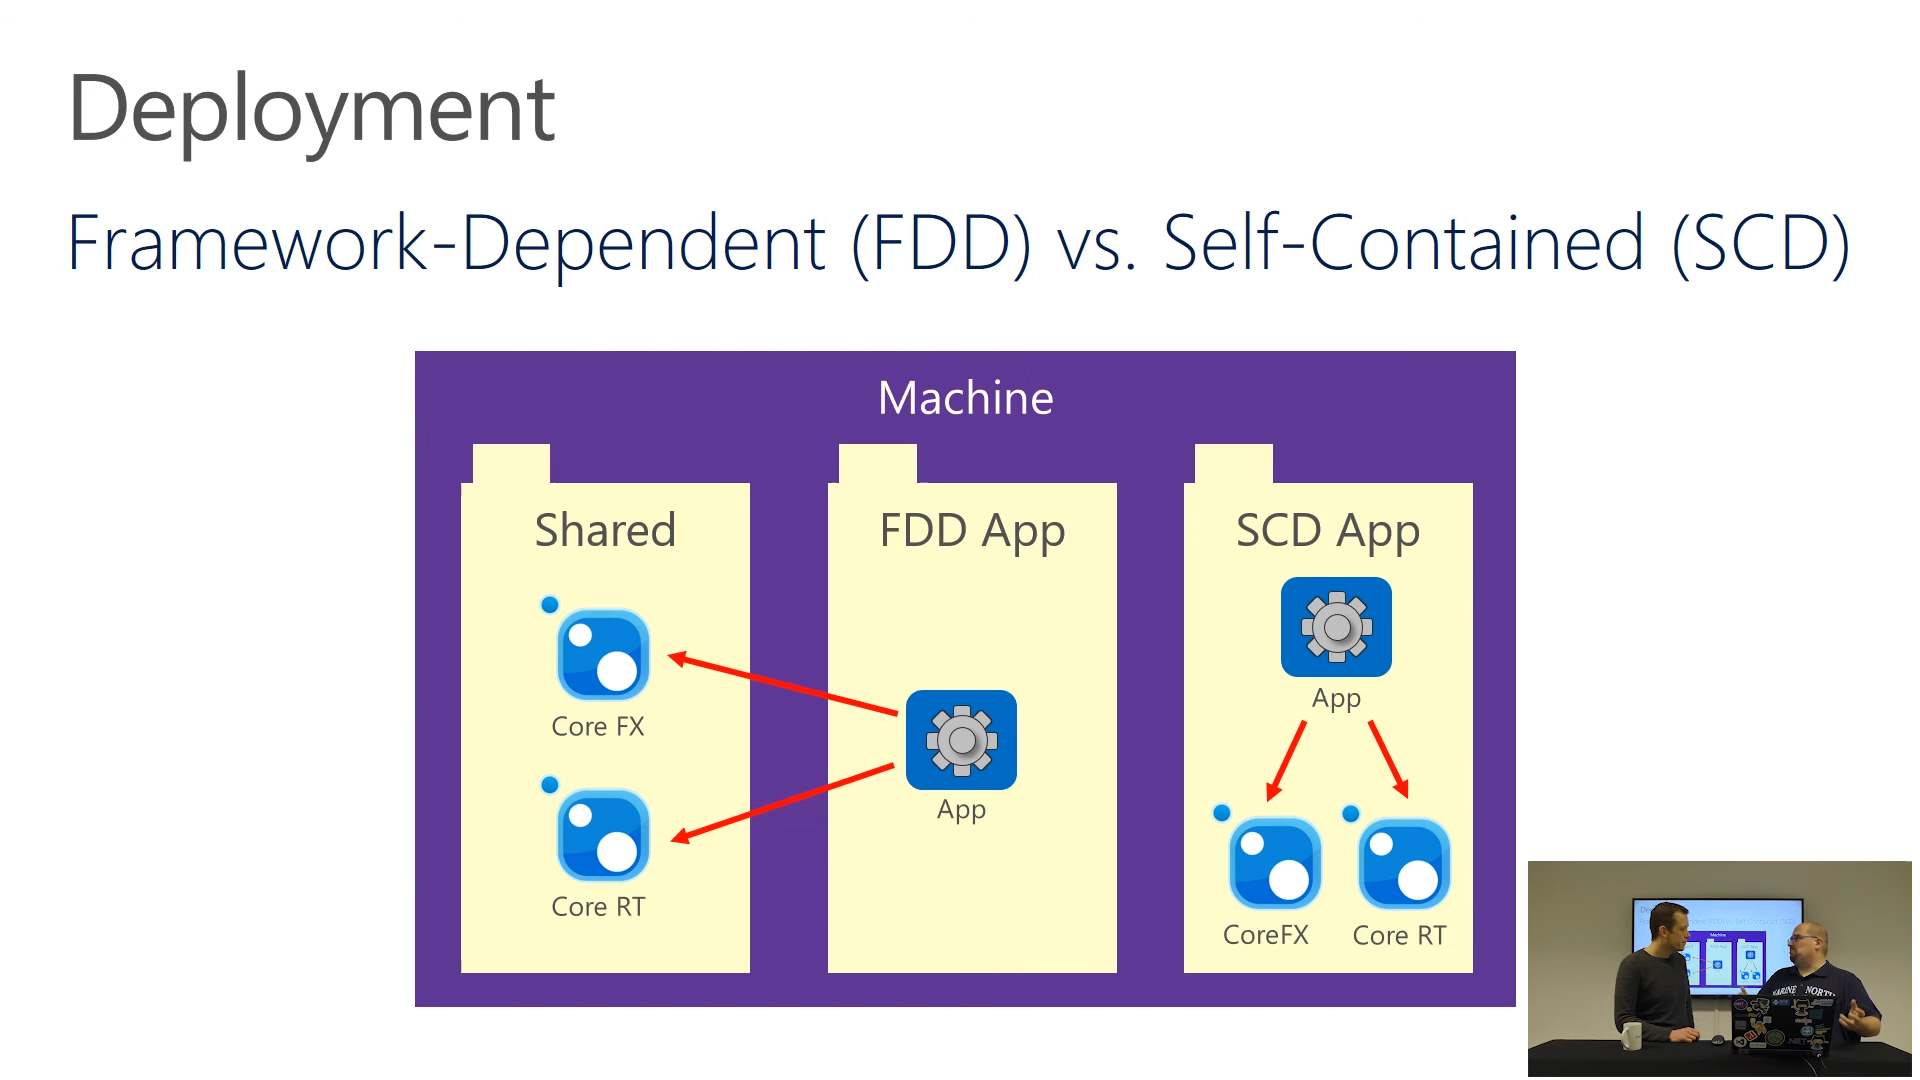 Deployment
Framework-Dependent (FDD) vs. Self-Contained (SCD)
Machine
Shared
Core FX
Core RT
FDD App
App
SCD App
App
CoreFX
Core RT
Machine